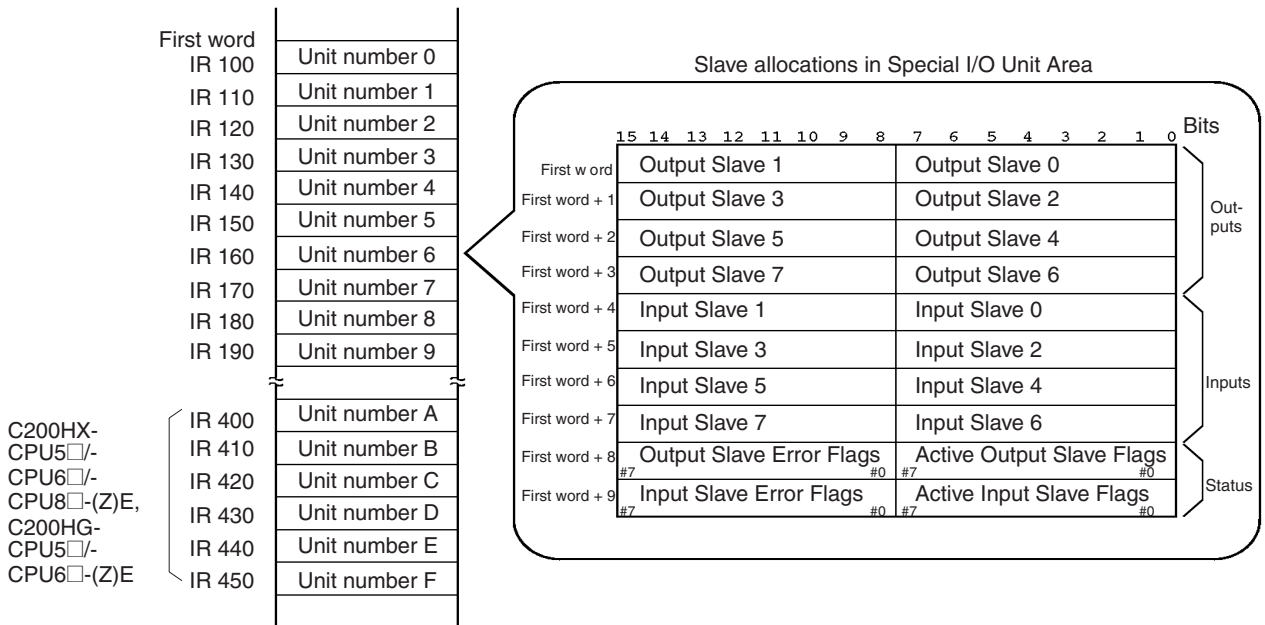 First word
IR 100 Unit number 0
IR 110 Unit number 1
IR 120 Unit number 2
IR 130 Unit number 3
IR 140 Unit number 4
IR 150 Unit number 5
IR 160 Unit number 6
IR 170 Unit number 7
IR 180 Unit number 8
IR 190 Unit number 9
IR 400 Unit number A
IR 410 Unit number B
IR 420 Unit number C
IR 430 Unit number D
IR 440 Unit number E
IR 450 Unit number F
C200HX-
CPU5□/-
CPU6□/-
CPU8□-(Z)E,
C200HG-
CPU5□/-
CPU6□-(Z)E
Slave allocations in Special I/O Unit Area
15 14 13 12 11 10 9 8 7 6 5 4 3 2 1 0 Bits
First w ord Output Slave 1 Output Slave 0
First word + 1 Output Slave 3 Output Slave 2
First word + 2 Output Slave 5 Output Slave 4
First word + 3 Output Slave 7 Output Slave 6
Out-
puts
First word + 4 Input Slave 1 Input Slave 0
First word + 5 Input Slave 3 Input Slave 2
First word + 6 Input Slave 5 Input Slave 4
First word + 7 Input Slave 7 Input Slave 6
Inputs
First word + 8 Output Slave Error Flags Active Output Slave Flags
#7 #0 #7 #0
First word + 9 Input Slave Error Flags Active Input Slave Flags
#7 #0 #7 #0
Status